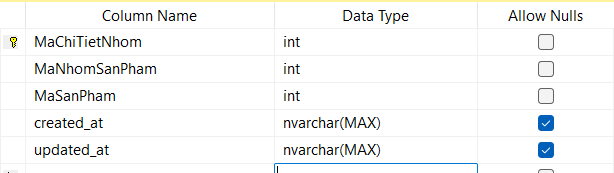 Column Name Data Type Allow Nulls
MaChiTietNhom int
MaNhomSanPham int
MaSanPham int
created_at nvarchar(MAX)
updated_at nvarchar(MAX)